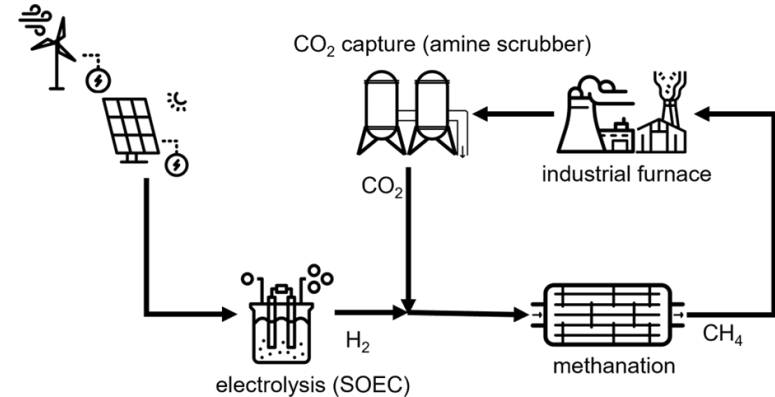 CO₂ capture (amine scrubber)
industrial furnace
CO₂
H₂
CH₄
methanation
electrolysis (SOEC)